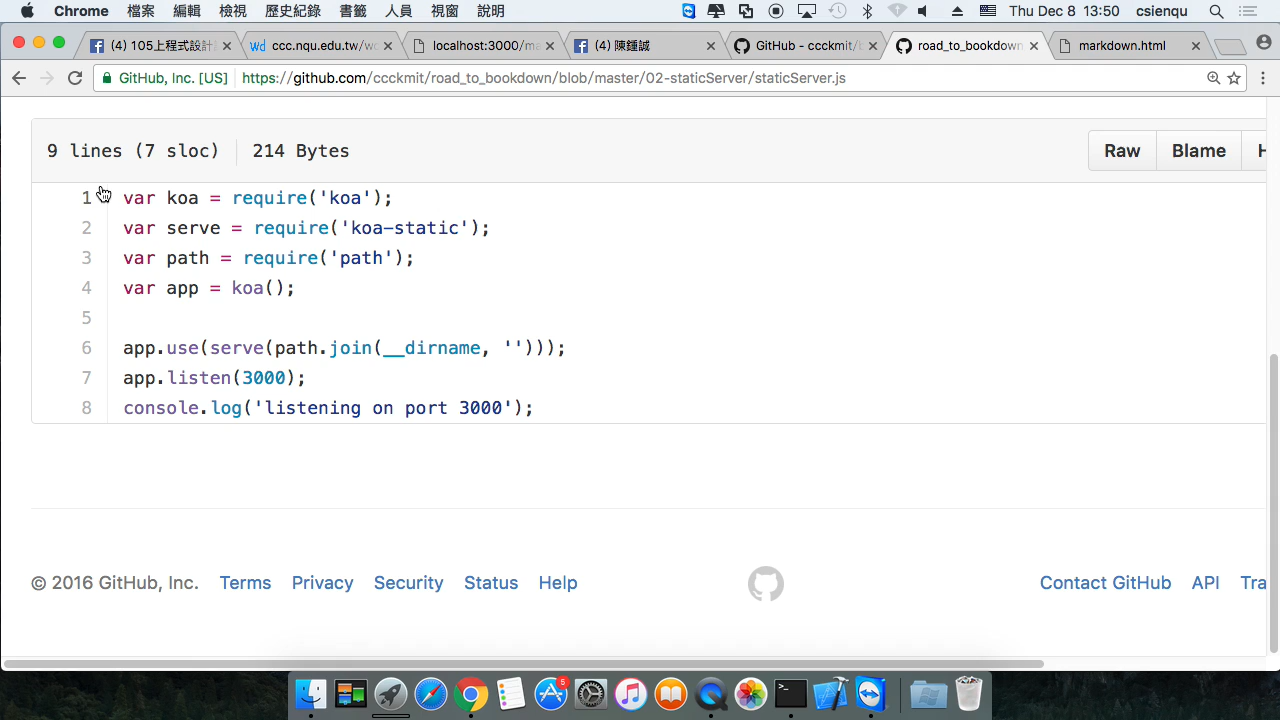 Chrome 檔案 編輯 檢視 歷史紀錄 書籤 人員 視窗 說明 Thu Dec 8 13:50 csienqu
(4) 105上程式設計 ccc.nqu.edu.tw/w localhost:3000/ma (4) 陳鍾誠 GitHub - ccckmit/b road_to_bookdown markdown.html
GitHub, Inc. [US] https://github.com/ccckmit/road_to_bookdown/blob/master/02-staticServer/staticServer.js
9 lines (7 sloc) 214 Bytes Raw Blame H
1 var koa = require('koa');
2 var serve = require('koa-static');
3 var path = require('path');
4 var app = koa();
5
6 app.use(serve(path.join(__dirname, '')));
7 app.listen(3000);
8 console.log('listening on port 3000');
© 2016 GitHub, Inc. Terms Privacy Security Status Help Contact GitHub API Tra